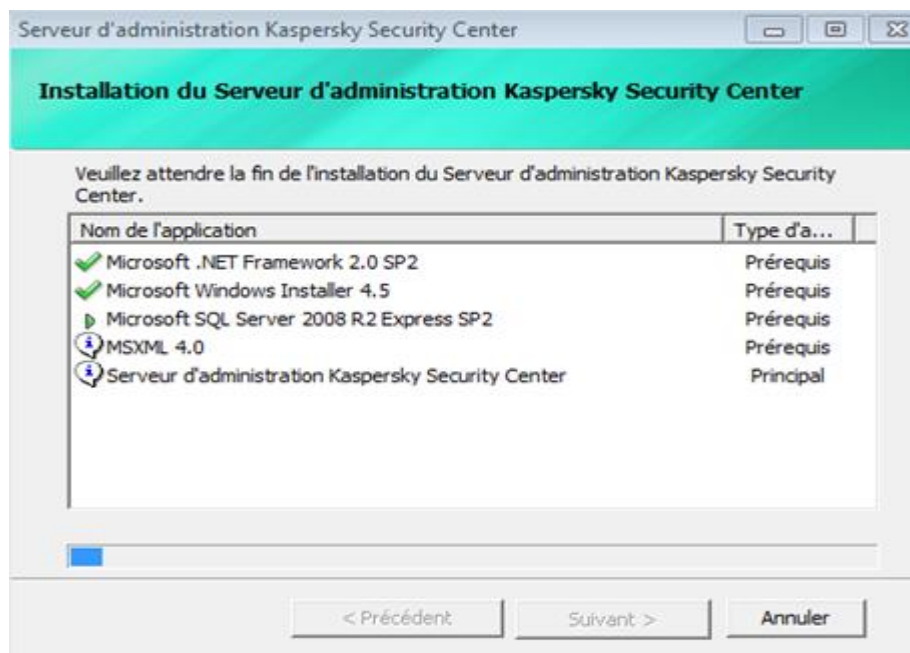 Serveur d'administration Kaspersky Security Center
Installation du Serveur d'administration Kaspersky Security Center
Veuillez attendre la fin de l'installation du Serveur d'administration Kaspersky Security
Center.
Nom de l'application Type d'a...
Microsoft .NET Framework 2.0 SP2 Prérequis
Microsoft Windows Installer 4.5 Prérequis
Microsoft SQL Server 2008 R2 Express SP2 Prérequis
MSXML 4.0 Prérequis
Serveur d'administration Kaspersky Security Center Principal
< Précédent Suivant > Annuler